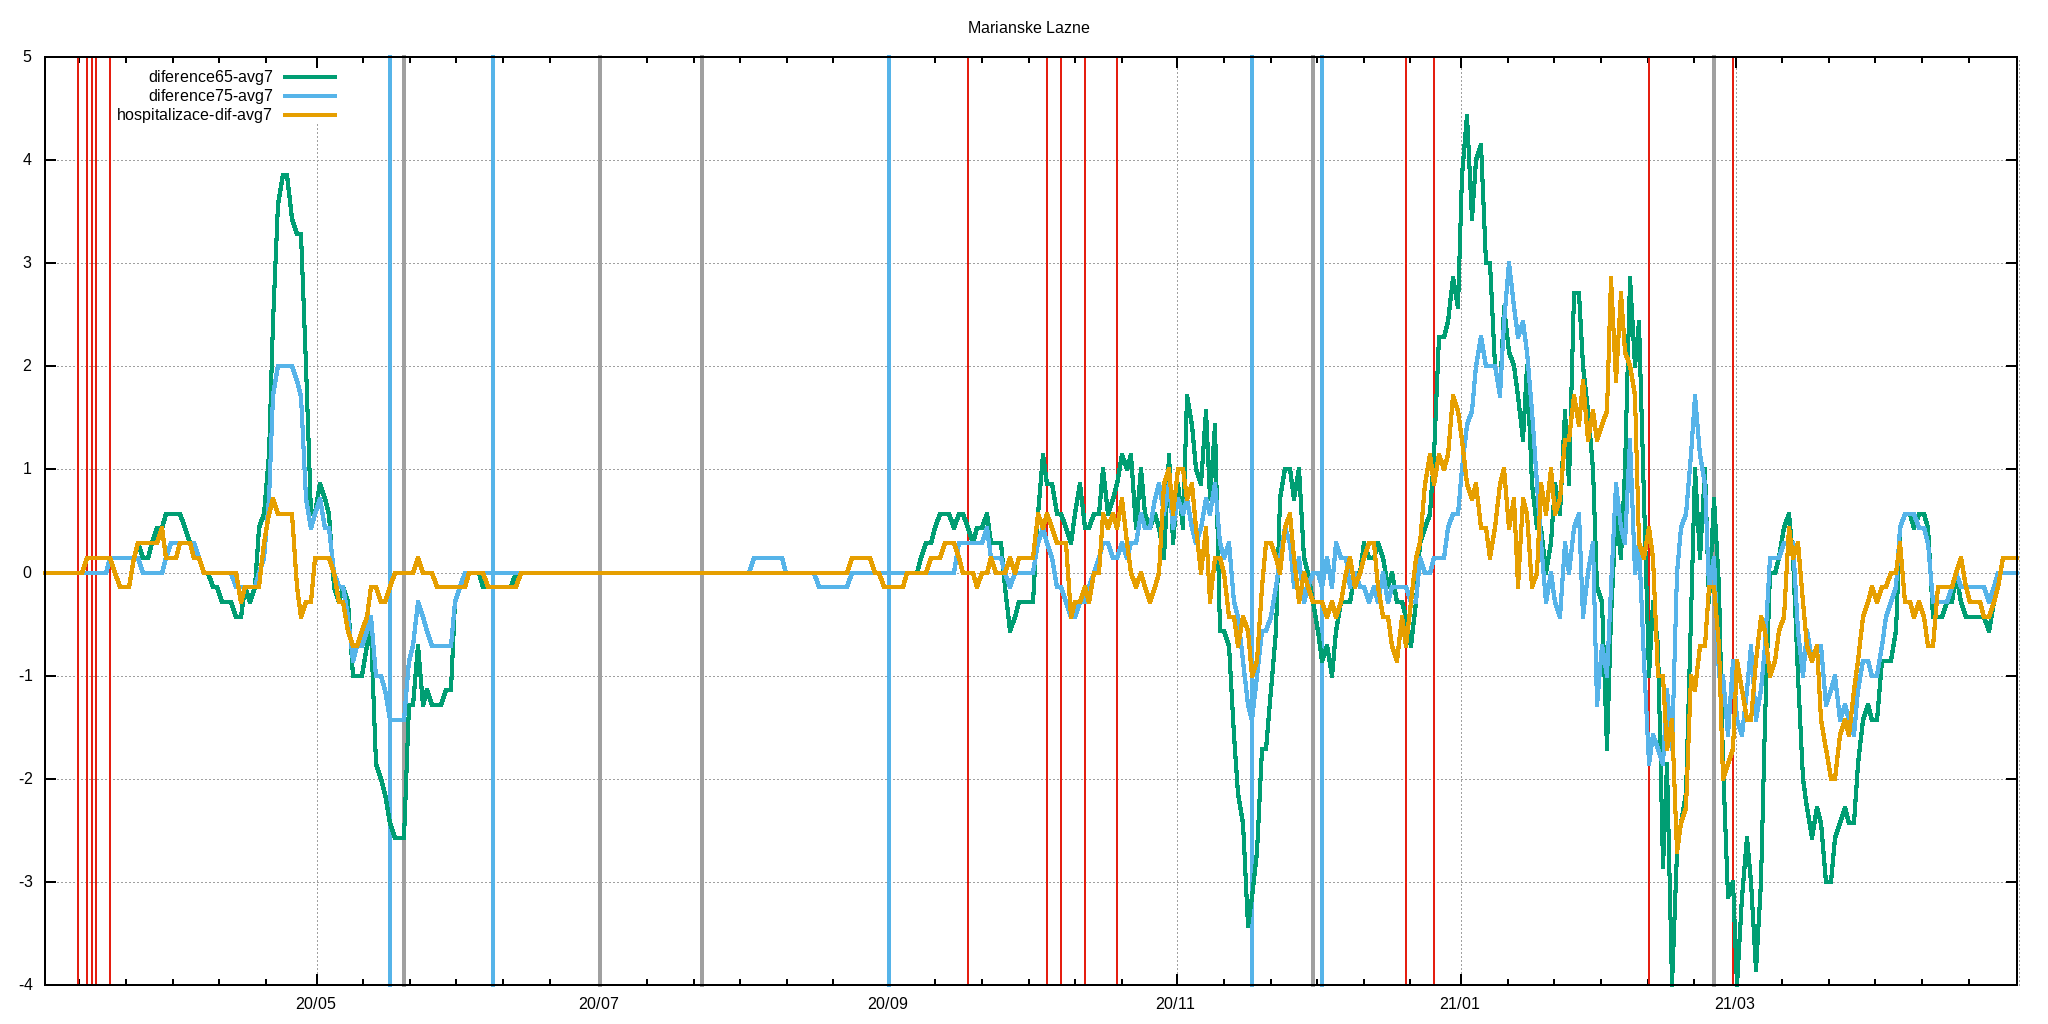 Marianske Lazne
diference65-avg7
diference75-avg7
hospitalizace-dif-avg7
5
4
3
2
1
0
-1
-2
-3
-4
20/05 20/07 20/09 20/11 21/01 21/03